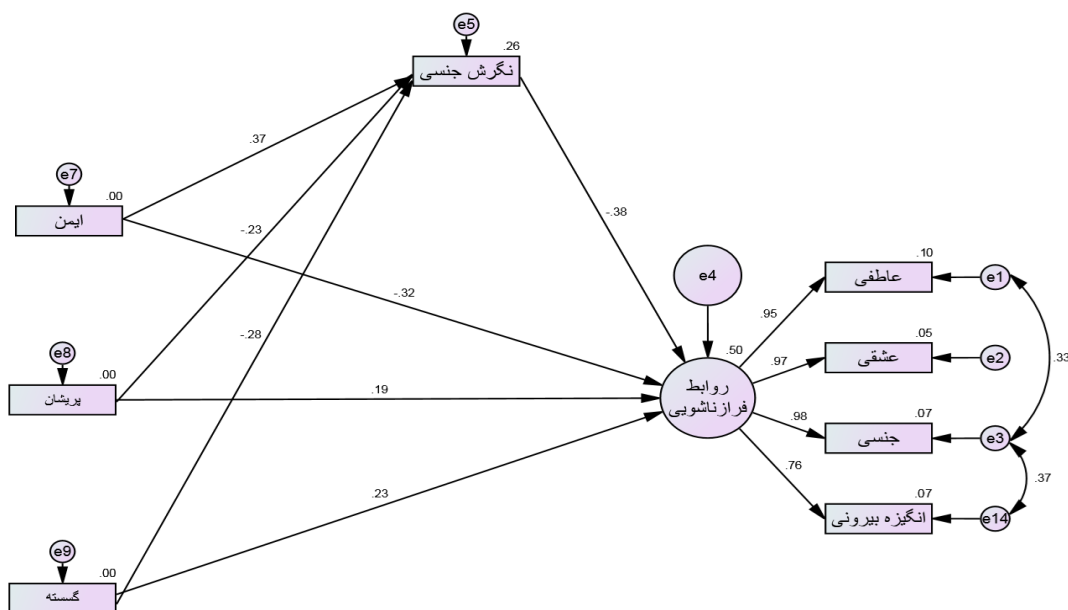 e5
.26
نگرش جنسی
.37
e7
.00
ایمن
-.23
-.38
-.32
e4
.10
عاطفی
e1
.95
-.28
e8
.00
پریشان
.19
.50
روابط
فرازناشویی
.97
.05
عشقی
e2
.33
.98
.07
جنسی
e3
.76
.37
.23
.07
انگیزه بیرونی
e14
e9
.00
گسسته